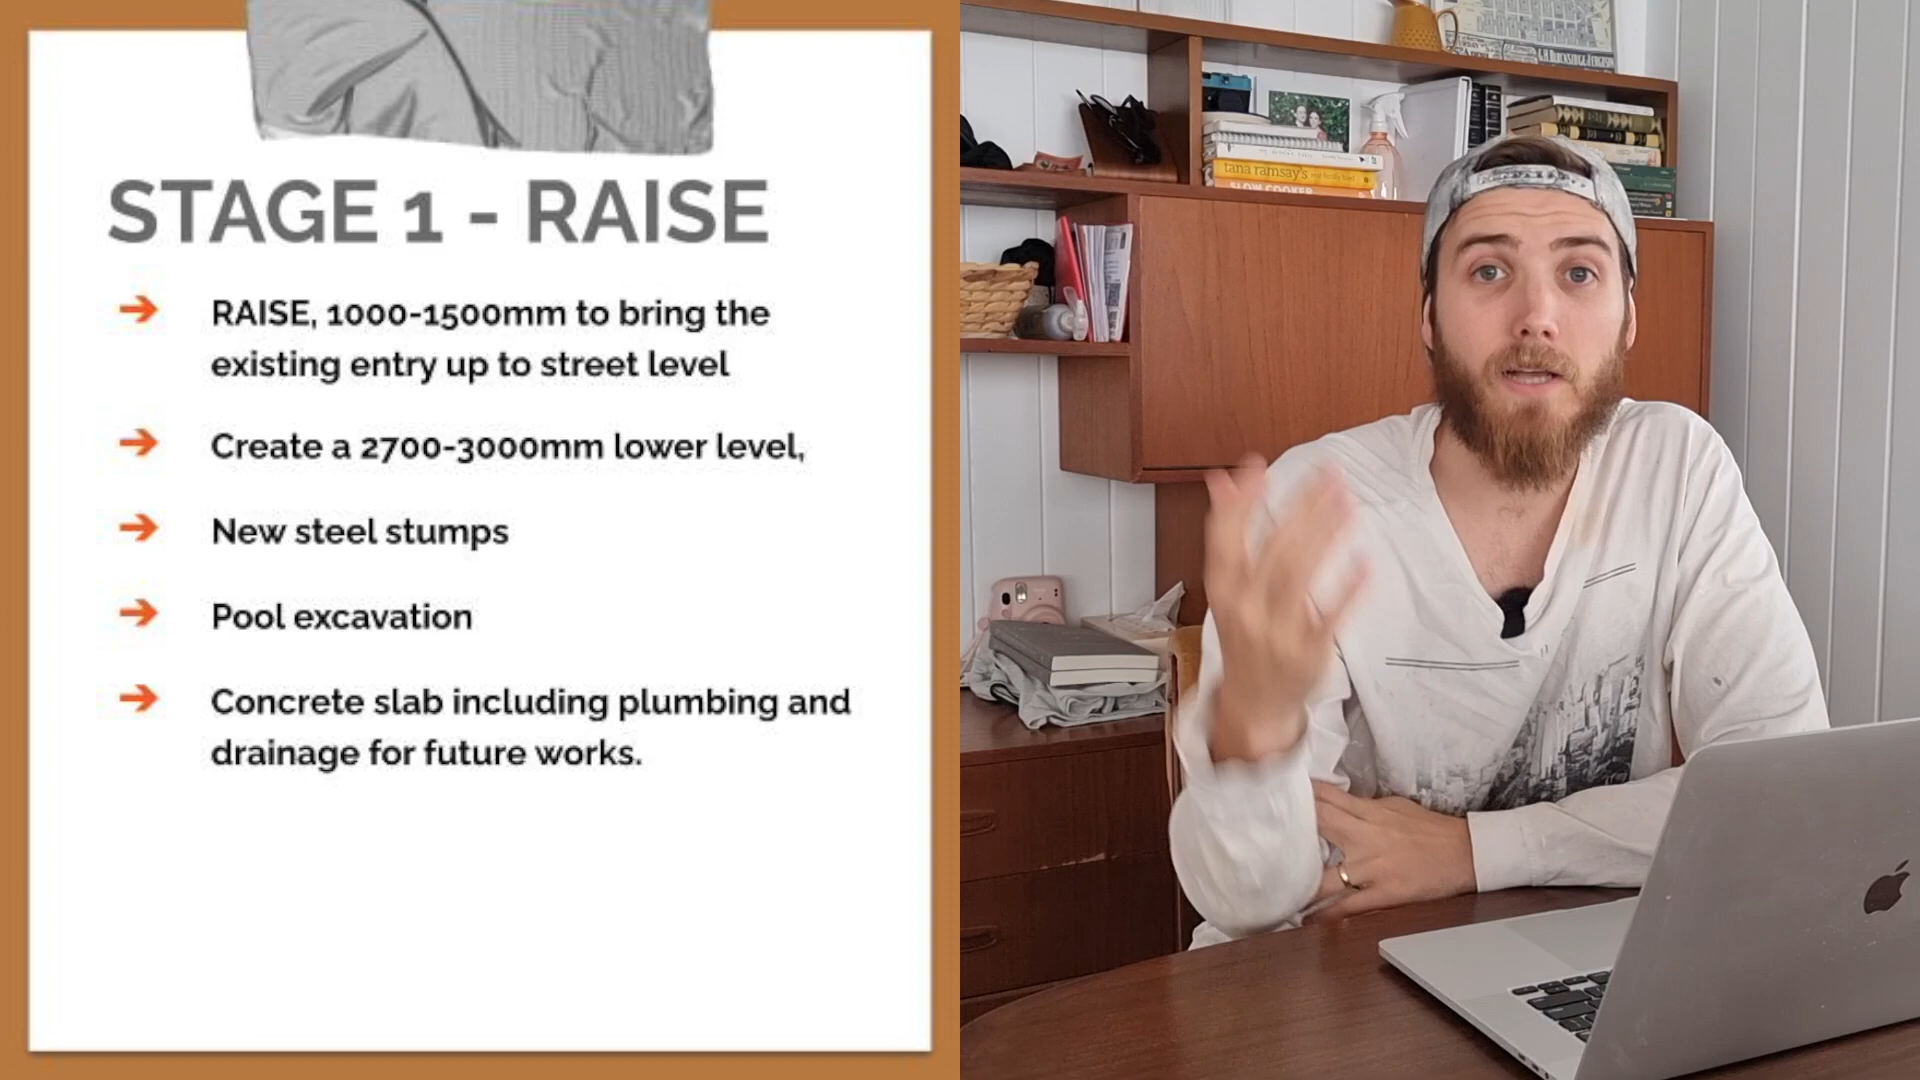 STAGE 1 - RAISE
➔ RAISE, 1000-1500mm to bring the
existing entry up to street level
➔ Create a 2700-3000mm lower level,
➔ New steel stumps
➔ Pool excavation
➔ Concrete slab including plumbing and
drainage for future works.
tana ramsay's
SLOW COOKER